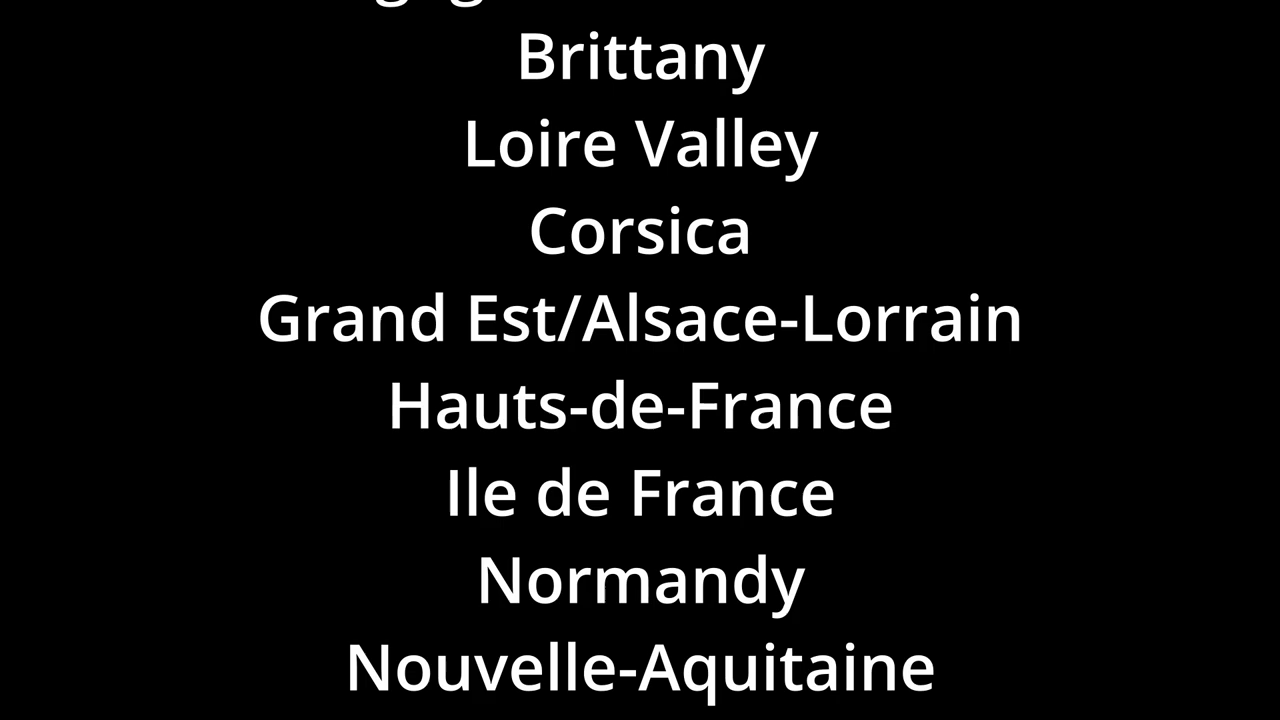 Brittany
Loire Valley
Corsica
Grand Est/Alsace-Lorrain
Hauts-de-France
Ile de France
Normandy
Nouvelle-Aquitaine